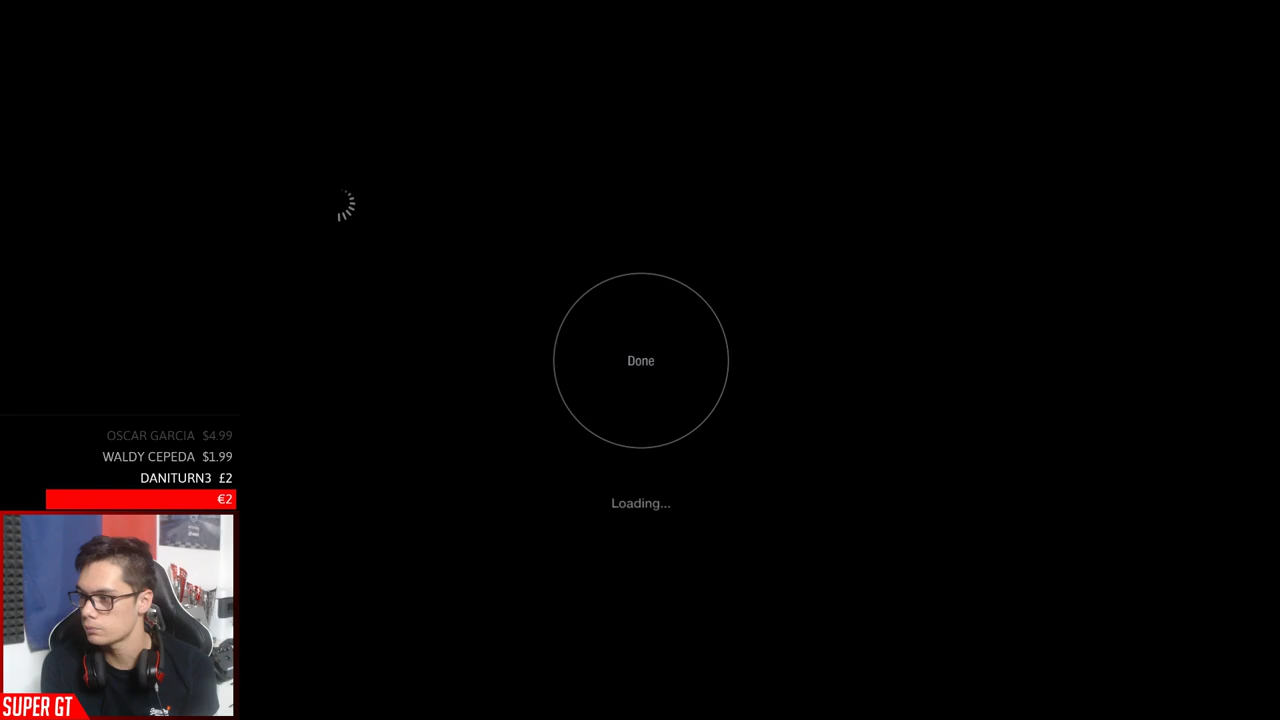 Done
Loading...
OSCAR GARCIA $4.99
WALDY CEPEDA $1.99
DANITURN3 £2
€2
SUPER GT